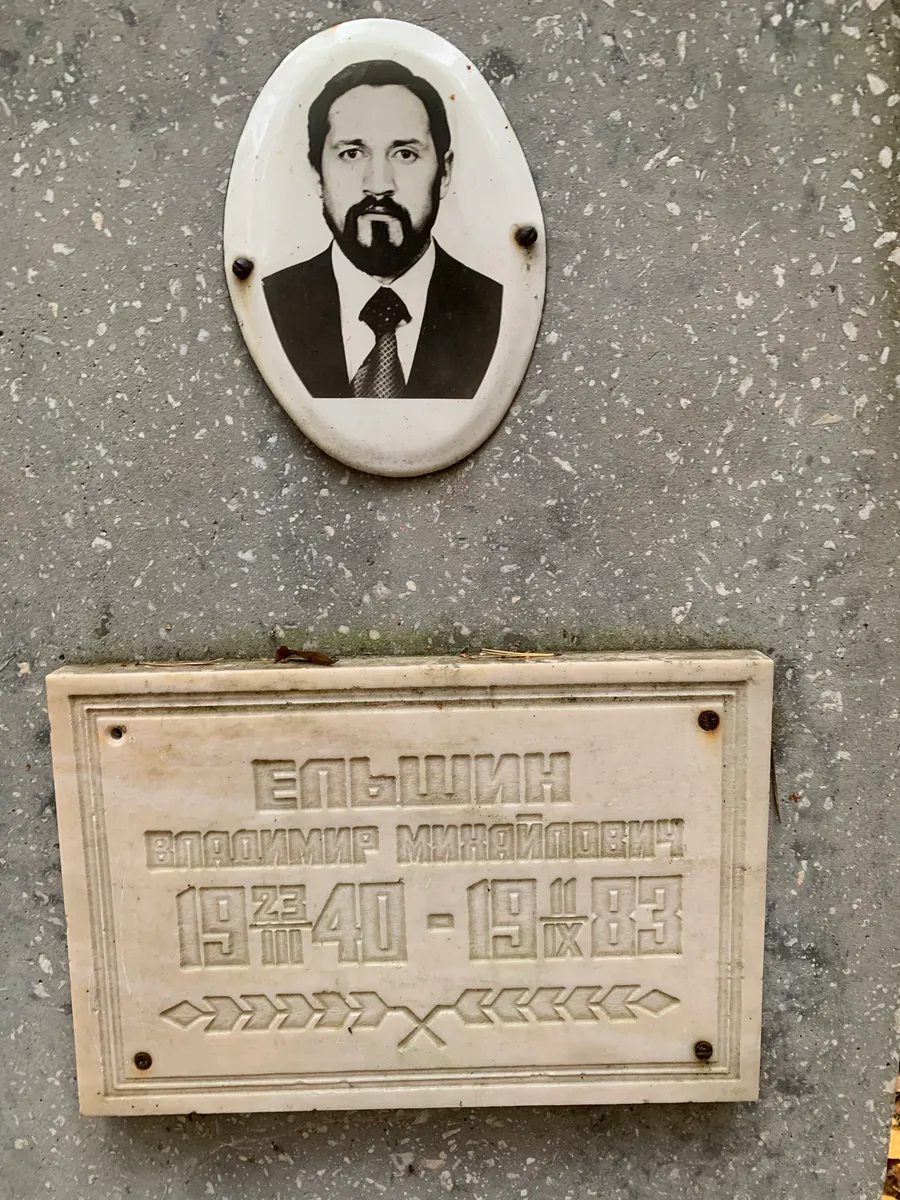 ЕЛЬШИН
ВЛАДИМИР МИХАЙЛОВИЧ
19 23/III 40 - 19 11/IX 83